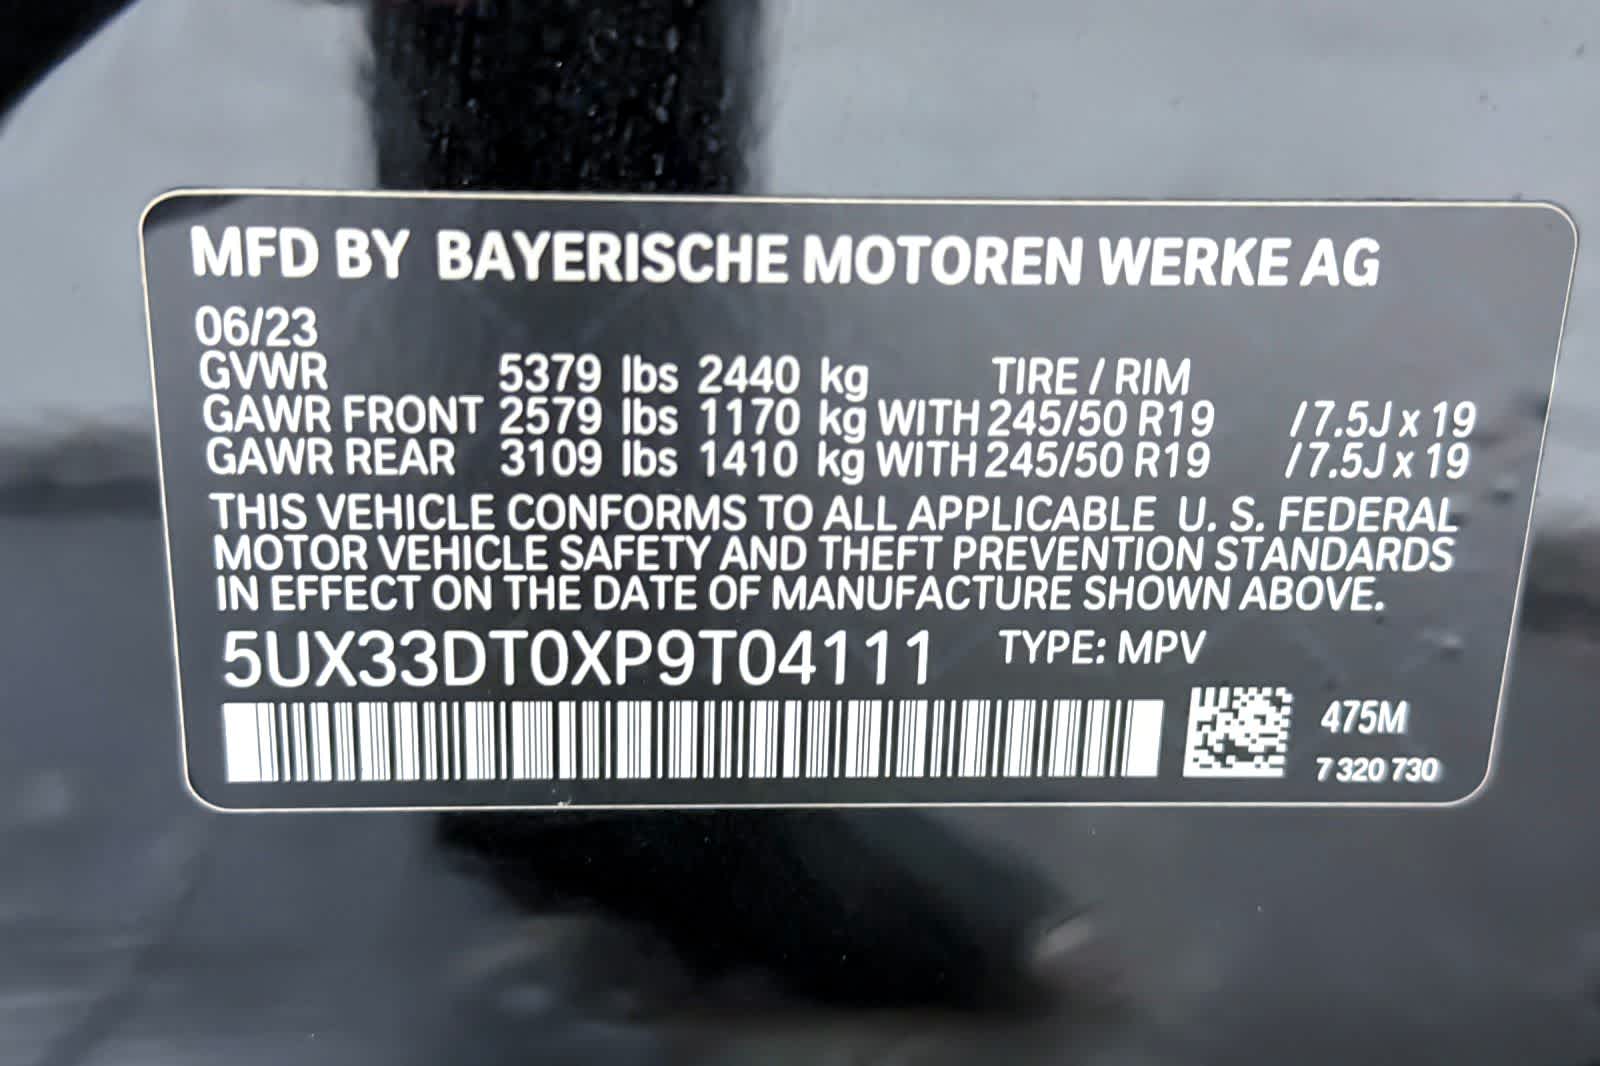 MFD BY BAYERISCHE MOTOREN WERKE AG
06/23
GVWR 5379 lbs 2440 kg TIRE / RIM
GAWR FRONT 2579 lbs 1170 kg WITH 245/50 R19 / 7.5J x 19
GAWR REAR 3109 lbs 1410 kg WITH 245/50 R19 / 7.5J x 19
THIS VEHICLE CONFORMS TO ALL APPLICABLE U. S. FEDERAL
MOTOR VEHICLE SAFETY AND THEFT PREVENTION STANDARDS
IN EFFECT ON THE DATE OF MANUFACTURE SHOWN ABOVE.
5UX33DT0XP9T04111 TYPE: MPV
475M
7 320 730